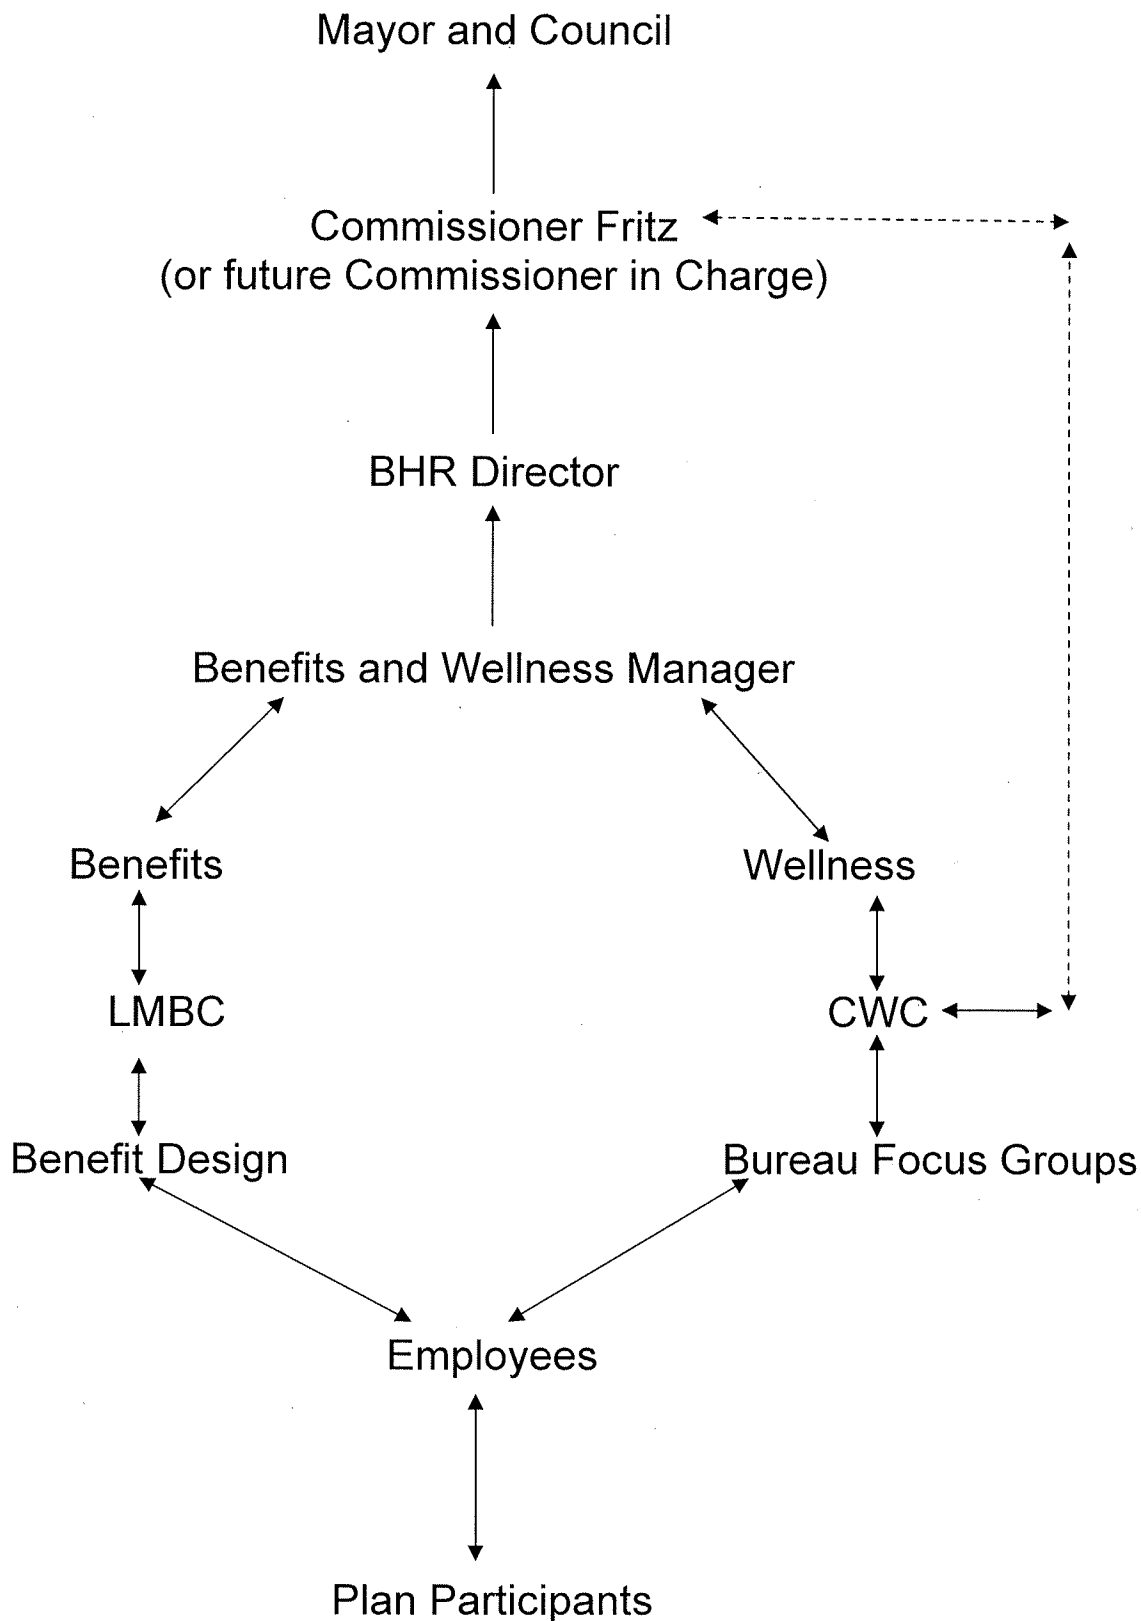 Mayor and Council
Commissioner Fritz
(or future Commissioner in Charge)
BHR Director
Benefits and Wellness Manager
Benefits
Wellness
LMBC
CWC
Benefit Design
Bureau Focus Groups
Employees
Plan Participants